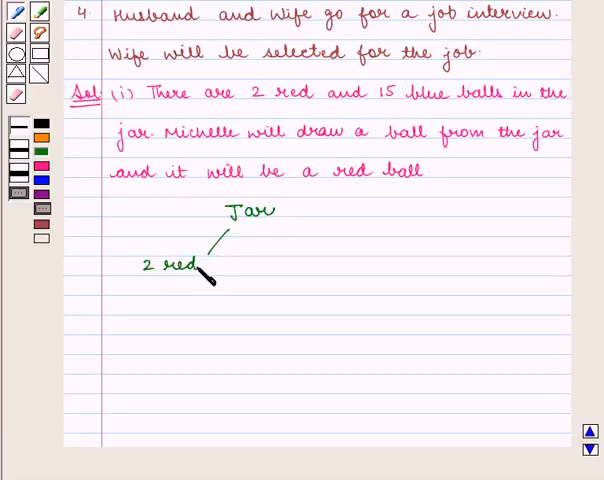 4. Husband and Wife go for a job interview.
Wife will be selected for the job.
Sol. (i) There are 2 red and 15 blue balls in the
jar. Michelle will draw a ball from the jar
and it will be a red ball.
Jar
2 red